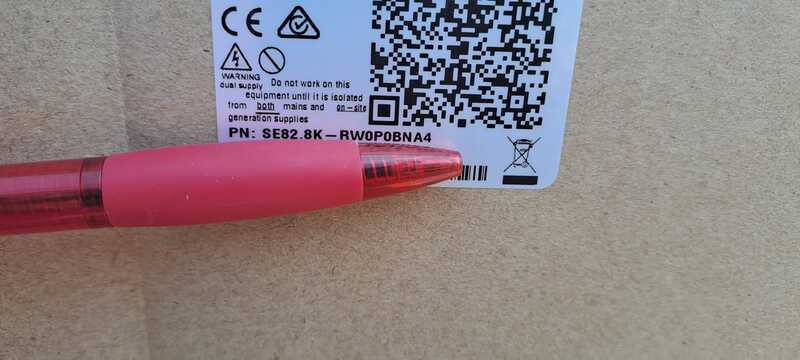 CE
WARNING
dual supply
Do not work on this
equipment until it is isolated
from both mains and on-site
generation supplies
PN: SE82.8K-RW0P0BNA4